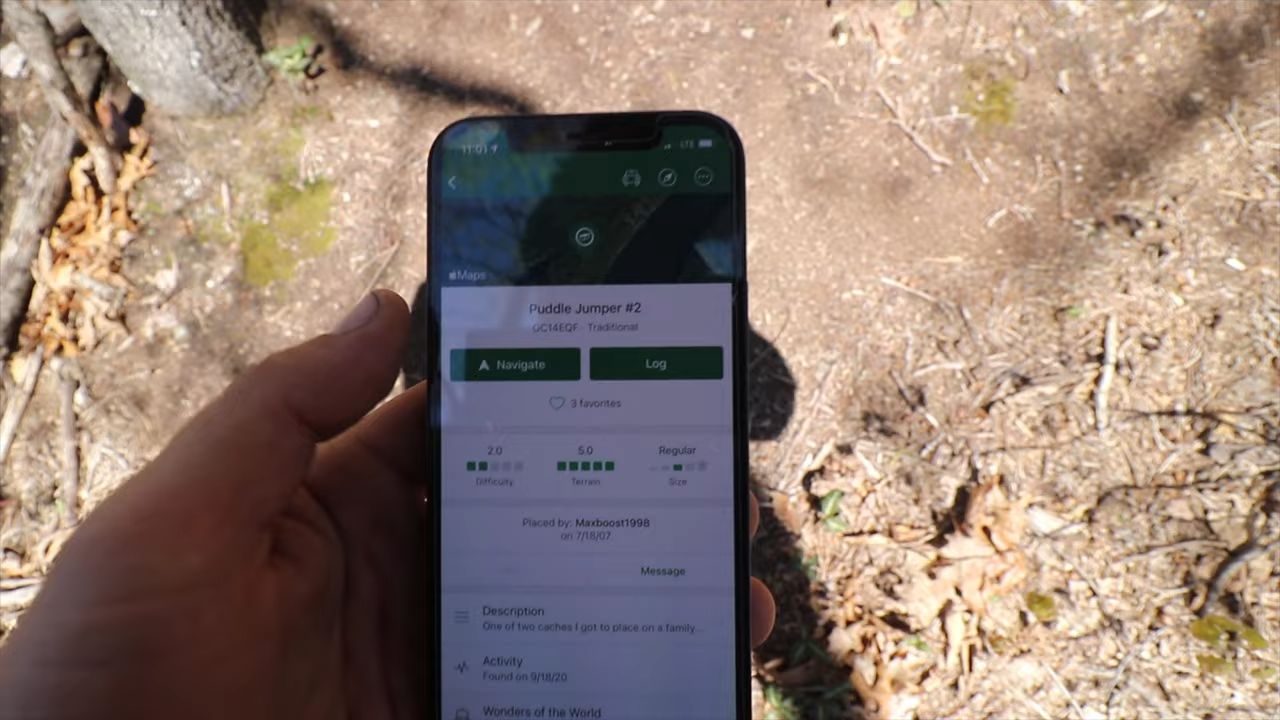 11:01
LTE
Maps
Puddle Jumper #2
GC14EQF · Traditional
Navigate
Log
3 favorites
2.0
5.0
Regular
Difficulty
Terrain
Size
Placed by: Maxboost1998
on 7/18/07
Message
Description
One of two caches I got to place on a family...
Activity
Found on 9/18/20
Wonders of the World